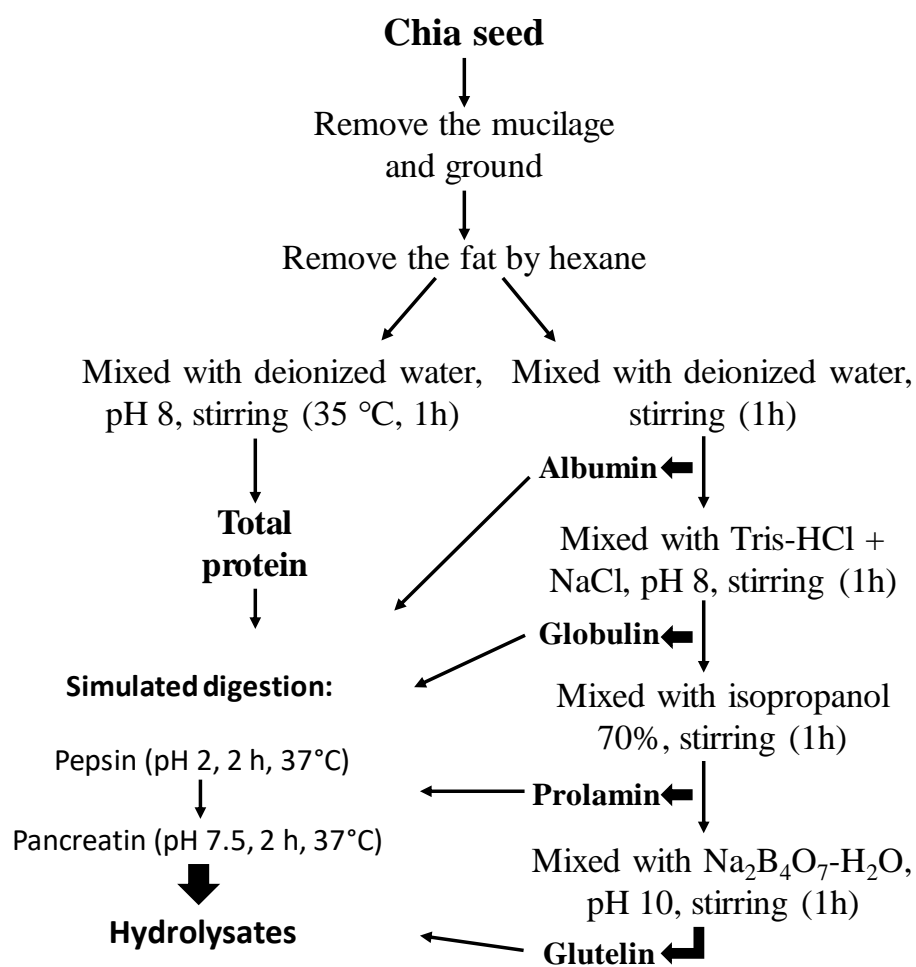 Chia seed
Remove the mucilage
and ground
Remove the fat by hexane
Mixed with deionized water,
pH 8, stirring (35 °C, 1h)
Total
protein
Mixed with deionized water,
stirring (1h)
Albumin
Mixed with Tris-HCl +
NaCl, pH 8, stirring (1h)
Globulin
Mixed with isopropanol
70%, stirring (1h)
Prolamin
Mixed with Na₂B₄O₇-H₂O,
pH 10, stirring (1h)
Glutelin
Simulated digestion:
Pepsin (pH 2, 2 h, 37°C)
Pancreatin (pH 7.5, 2 h, 37°C)
Hydrolysates